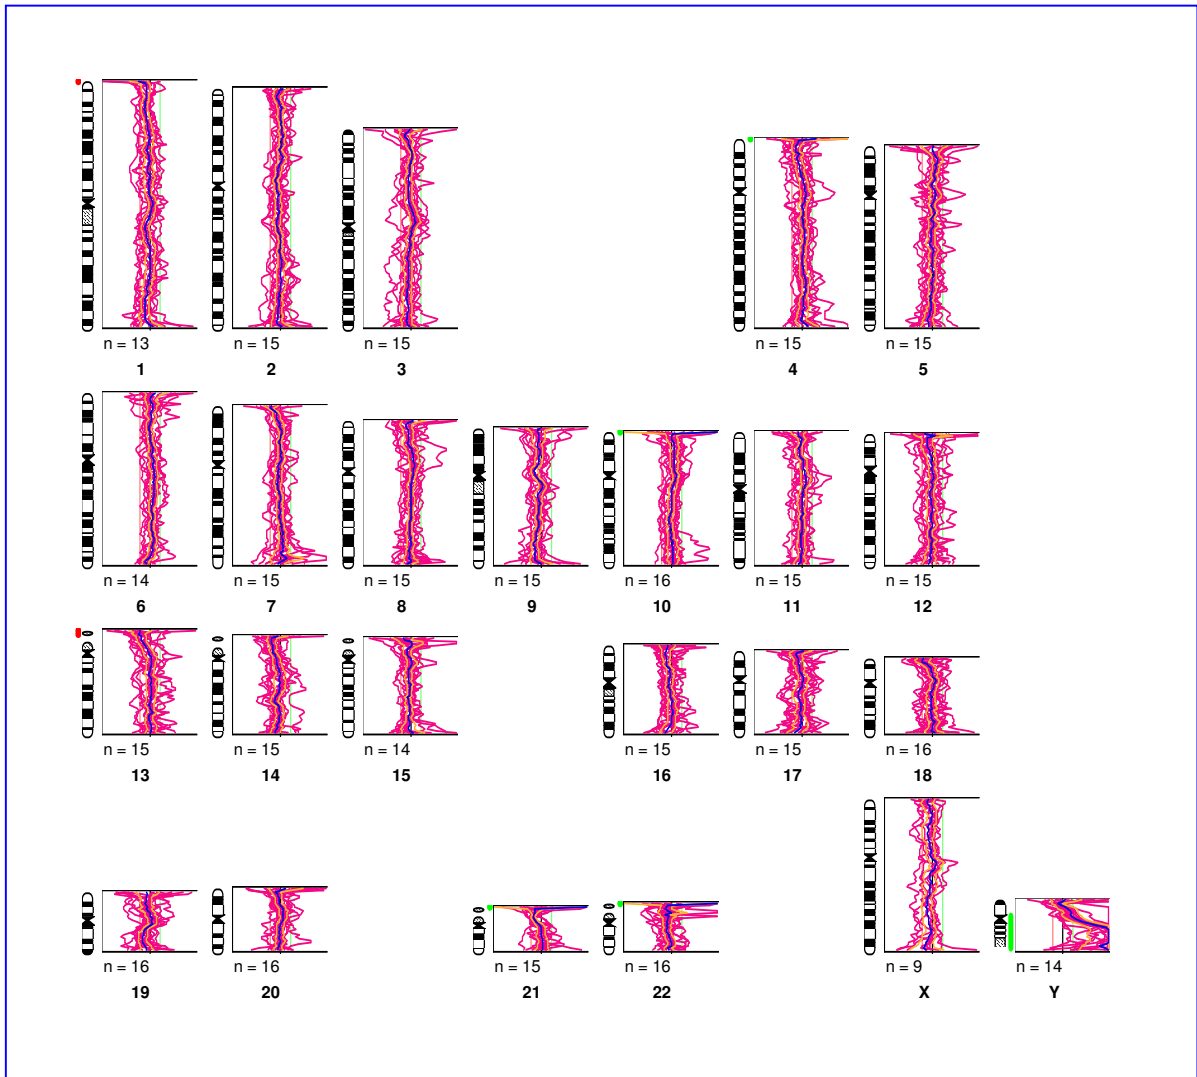 n = 13 n = 15 n = 15 n = 15 n = 15
1 2 3 4 5
n = 14 n = 15 n = 15 n = 15 n = 16 n = 15 n = 15
6 7 8 9 10 11 12
n = 15 n = 15 n = 14 n = 15 n = 15 n = 16
13 14 15 16 17 18
n = 16 n = 16 n = 15 n = 16 n = 9 n = 14
19 20 21 22 X Y